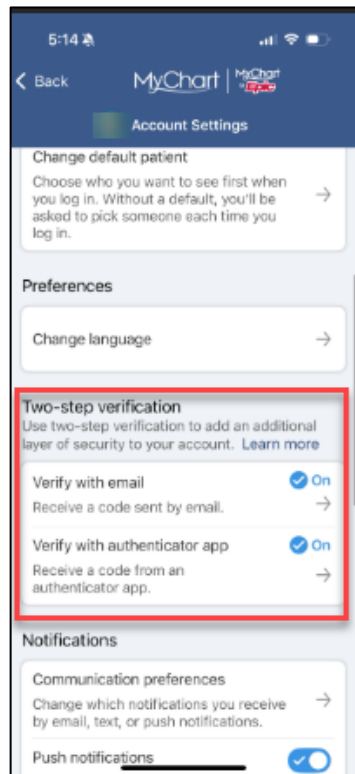 5:14
Back
MyChart
MyChart
Epic
Account Settings
Change default patient
Choose who you want to see first when
you log in. Without a default, you'll be
asked to pick someone each time you
log in.
Preferences
Change language
Two-step verification
Use two-step verification to add an additional
layer of security to your account. Learn more
Verify with email
On
Receive a code sent by email.
Verify with authenticator app
On
Receive a code from an
authenticator app.
Notifications
Communication preferences
Change which notifications you receive
by email, text, or push notifications.
Push notifications